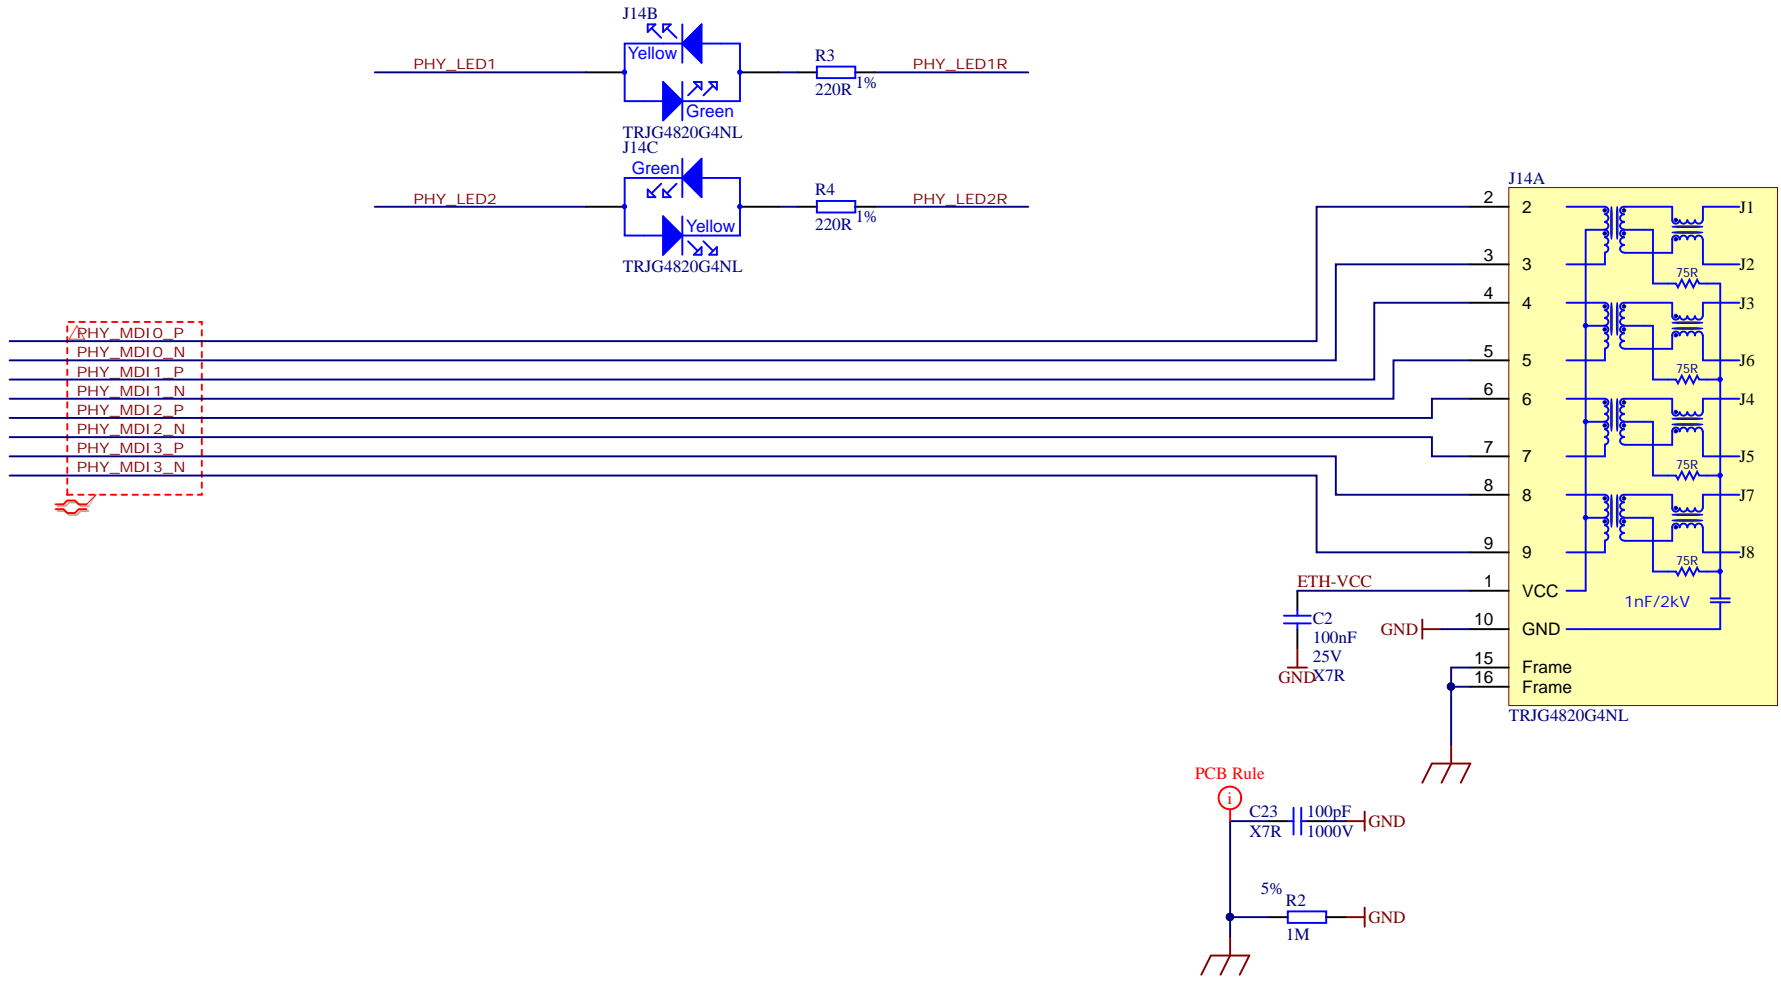 J14B
Yellow
Green
TRJG4820G4NL
PHY_LED1
R3
220R 1%
PHY_LED1R
J14C
Green
Yellow
TRJG4820G4NL
PHY_LED2
R4
220R 1%
PHY_LED2R
PHY_MDI0_P
PHY_MDI0_N
PHY_MDI1_P
PHY_MDI1_N
PHY_MDI2_P
PHY_MDI2_N
PHY_MDI3_P
PHY_MDI3_N
J14A
2 2 J1
3 3 J2
75R
4 4 J3
5 5 J6
75R
6 6 J4
7 7 J5
75R
8 8 J7
9 9 J8
75R
ETH-VCC 1 VCC
1nF/2kV
C2
100nF
25V
X7R
GND
GND 10 GND
15 Frame
16 Frame
TRJG4820G4NL
PCB Rule
i
C23 100pF GND
X7R 1000V
5%
R2
GND
1M